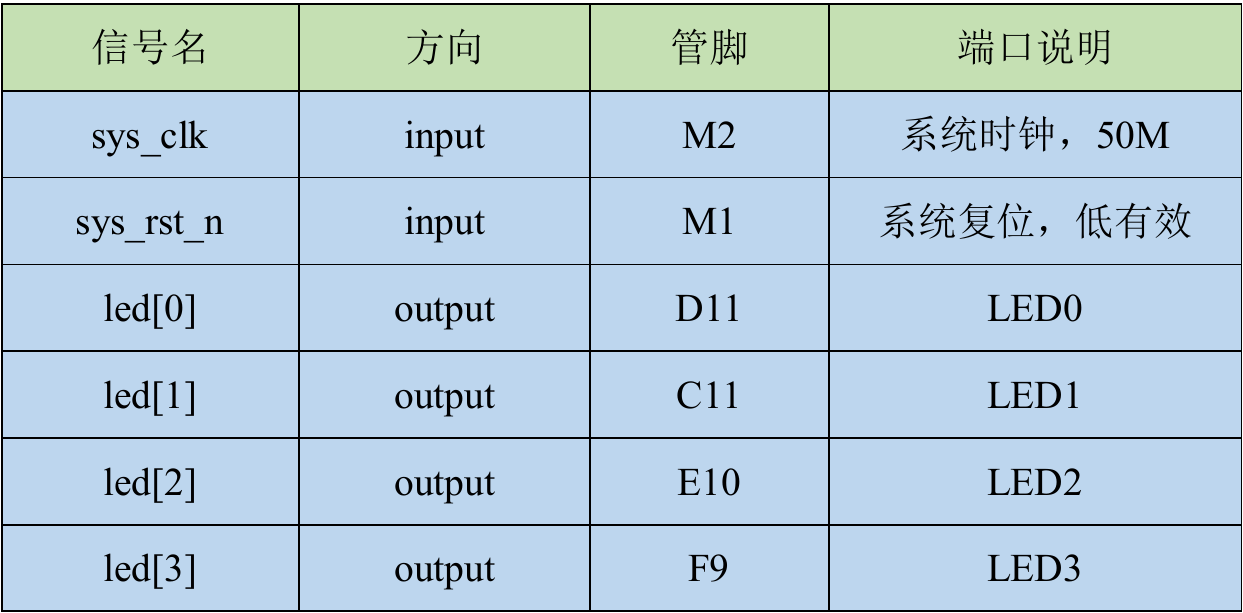 信号名 方向 管脚 端口说明
sys_clk input M2 系统时钟，50M
sys_rst_n input M1 系统复位，低有效
led[0] output D11 LED0
led[1] output C11 LED1
led[2] output E10 LED2
led[3] output F9 LED3